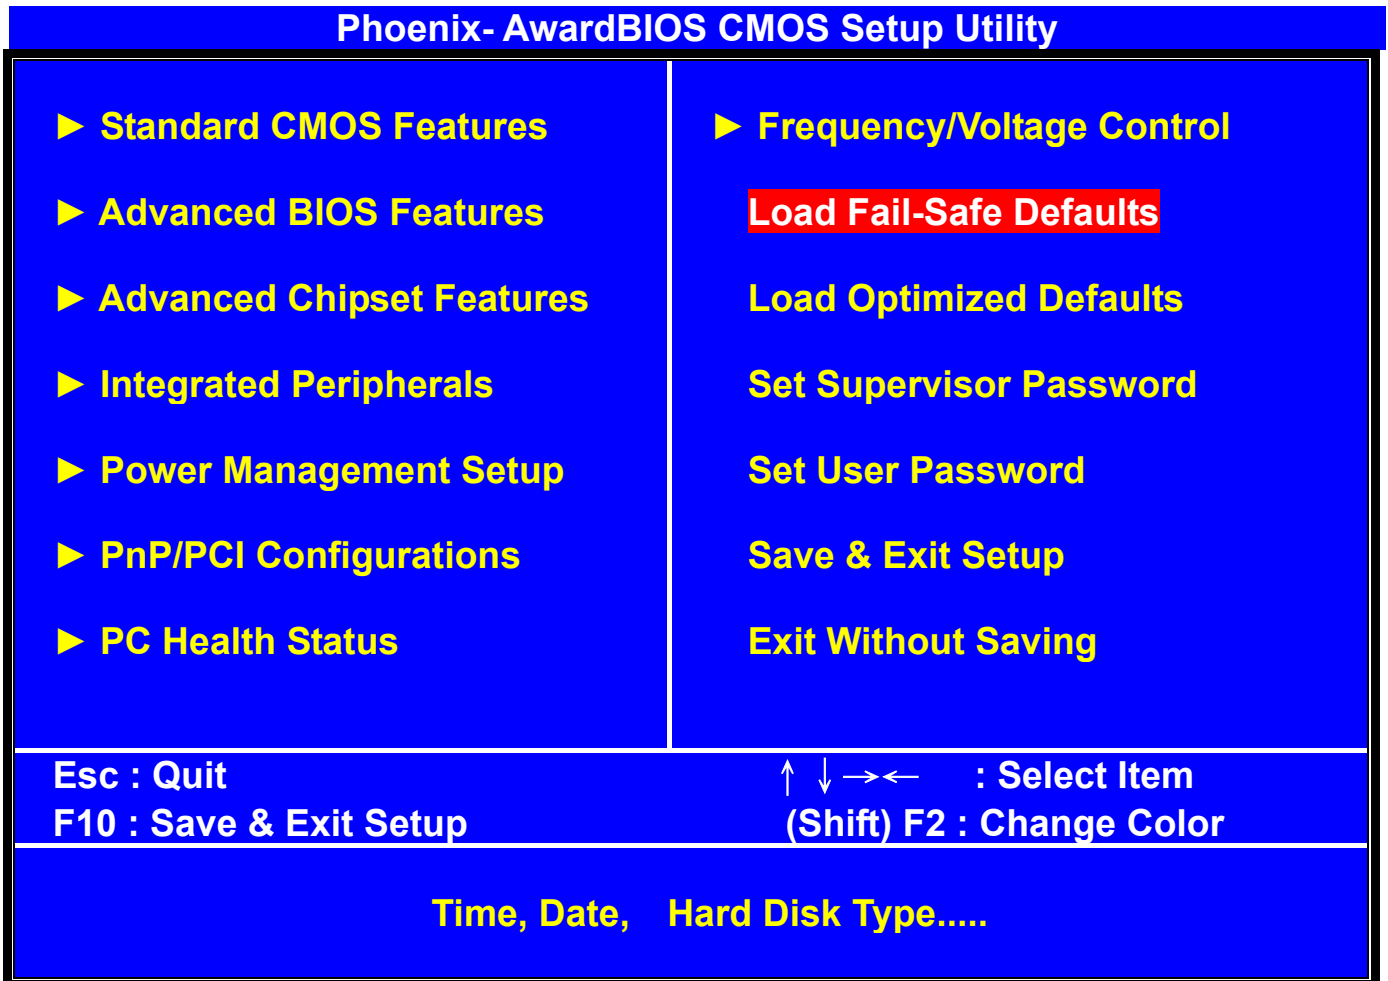 Phoenix- AwardBIOS CMOS Setup Utility
► Standard CMOS Features
► Advanced BIOS Features
► Advanced Chipset Features
► Integrated Peripherals
► Power Management Setup
► PnP/PCI Configurations
► PC Health Status
► Frequency/Voltage Control
Load Fail-Safe Defaults
Load Optimized Defaults
Set Supervisor Password
Set User Password
Save & Exit Setup
Exit Without Saving
Esc : Quit
F10 : Save & Exit Setup
↑ ↓ → ← : Select Item
(Shift) F2 : Change Color
Time, Date, Hard Disk Type.....